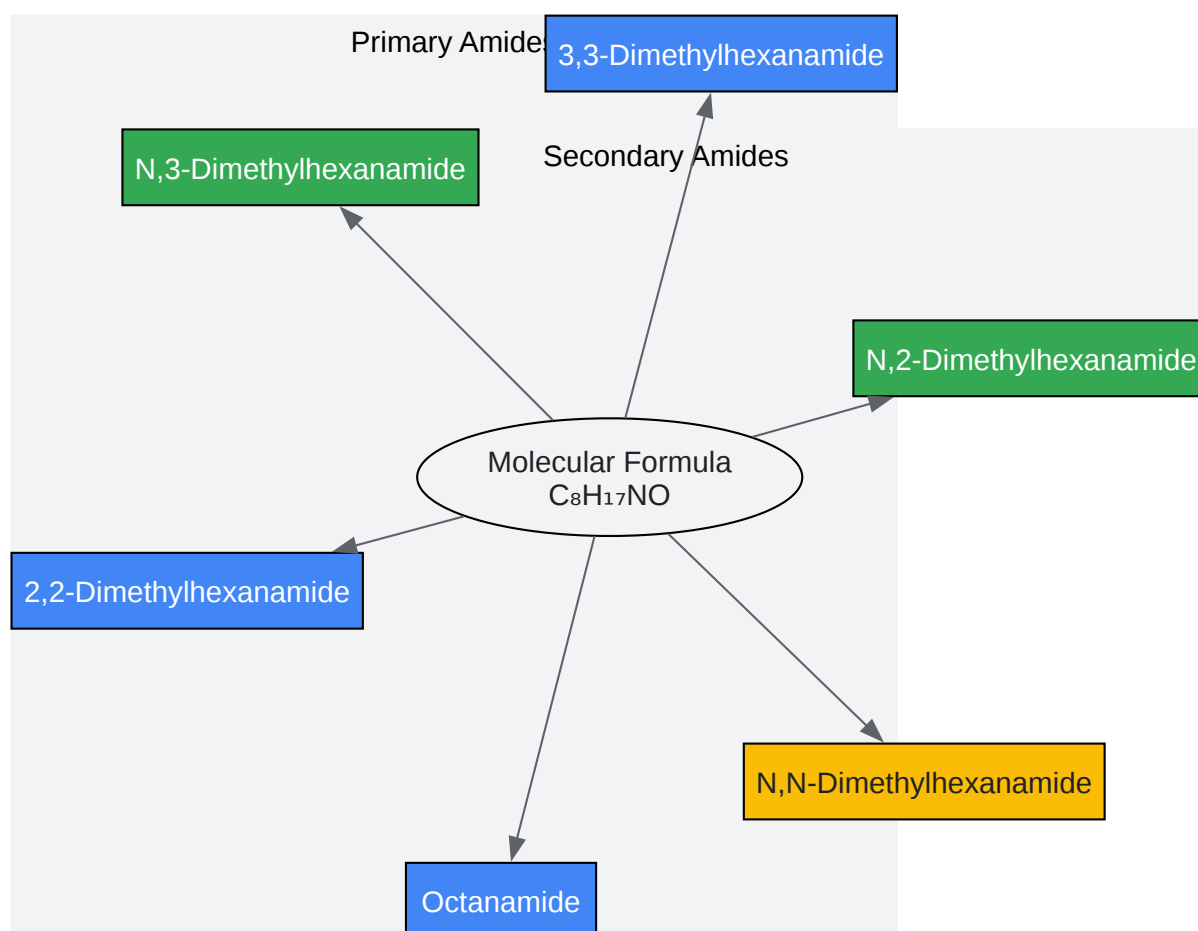 Primary Amides
3,3-Dimethylhexanamide
N,3-Dimethylhexanamide
Secondary Amides
N,2-Dimethylhexanamide
Molecular Formula
C₈H₁₇NO
2,2-Dimethylhexanamide
N,N-Dimethylhexanamide
Octanamide